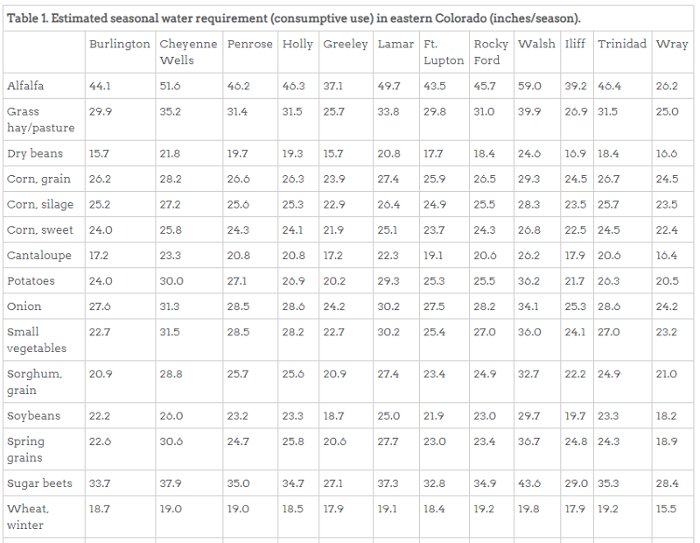 Table 1. Estimated seasonal water requirement (consumptive use) in eastern Colorado (inches/season).
Burlington Cheyenne Wells Penrose Holly Greeley Lamar Ft. Lupton Rocky Ford Walsh Iliff Trinidad Wray
Alfalfa 44.1 51.6 46.2 46.3 37.1 49.7 43.5 45.7 59.0 39.2 46.4 26.2
Grass hay/pasture 29.9 35.2 31.4 31.5 25.7 33.8 29.8 31.0 39.9 26.9 31.5 25.0
Dry beans 15.7 21.8 19.7 19.3 15.7 20.8 17.7 18.4 24.6 16.9 18.4 16.6
Corn, grain 26.2 28.2 26.6 26.3 23.9 27.4 25.9 26.5 29.3 24.5 26.7 24.5
Corn, silage 25.2 27.2 25.6 25.3 22.9 26.4 24.9 25.5 28.3 23.5 25.7 23.5
Corn, sweet 24.0 25.8 24.3 24.1 21.9 25.1 23.7 24.3 26.8 22.5 24.5 22.4
Cantaloupe 17.2 23.3 20.8 20.8 17.2 22.3 19.1 20.6 26.2 17.9 20.6 16.4
Potatoes 24.0 30.0 27.1 26.9 20.2 29.3 25.3 25.5 36.2 21.7 26.3 20.5
Onion 27.6 31.3 28.5 28.6 24.2 30.2 27.5 28.2 34.1 25.3 28.6 24.2
Small vegetables 22.7 31.5 28.5 28.2 22.7 30.2 25.4 27.0 36.0 24.1 27.0 23.2
Sorghum, grain 20.9 28.8 25.7 25.6 20.9 27.4 23.4 24.9 32.7 22.2 24.9 21.0
Soybeans 22.2 26.0 23.2 23.3 18.7 25.0 21.9 23.0 29.7 19.7 23.3 18.2
Spring grains 22.6 30.6 24.7 25.8 20.6 27.7 23.0 23.4 36.7 24.8 24.3 18.9
Sugar beets 33.7 37.9 35.0 34.7 27.1 37.3 32.8 34.9 43.6 29.0 35.3 28.4
Wheat, winter 18.7 19.0 19.0 18.5 17.9 19.1 18.4 19.2 19.8 17.9 19.2 15.5